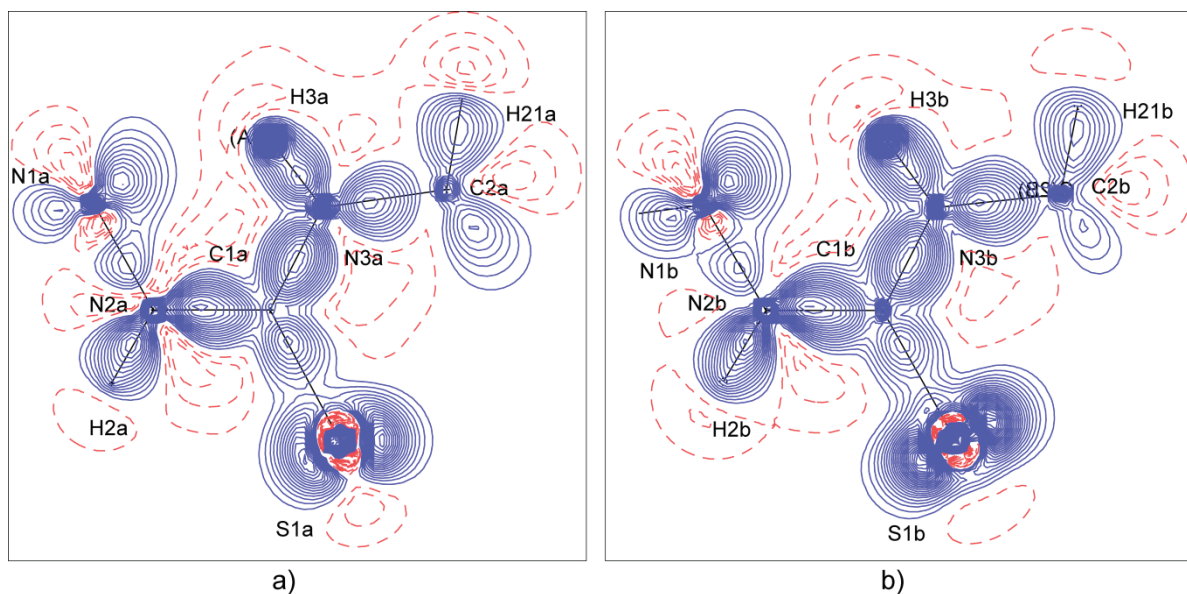 H3a
(A
H21a
N1a
C2a
C1a
N3a
N2a
H2a
S1a
a)
H3b
H21b
C2b
N1b
C1b
N3b
N2b
H2b
S1b
b)